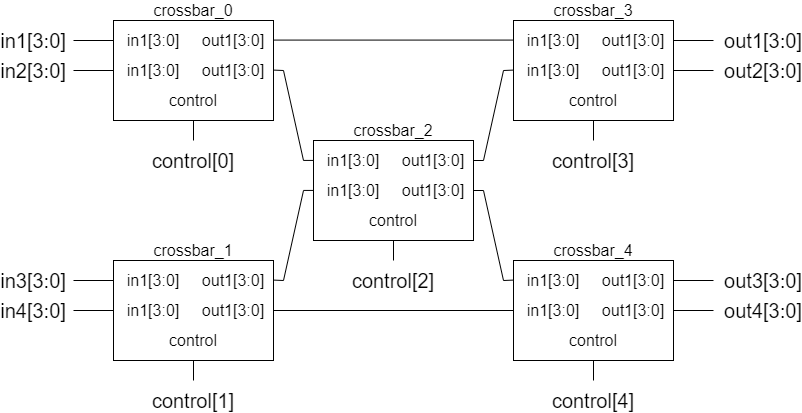 crossbar_0
crossbar_3
in1[3:0] in1[3:0] out1[3:0] in1[3:0] out1[3:0] out1[3:0]
in2[3:0] in1[3:0] out1[3:0] in1[3:0] out1[3:0] out2[3:0]
control control
crossbar_2
control[0] in1[3:0] out1[3:0] control[3]
in1[3:0] out1[3:0]
control
crossbar_1 crossbar_4
in3[3:0] in1[3:0] out1[3:0] control[2] in1[3:0] out1[3:0] out3[3:0]
in4[3:0] in1[3:0] out1[3:0] in1[3:0] out1[3:0] out4[3:0]
control control
control[1] control[4]